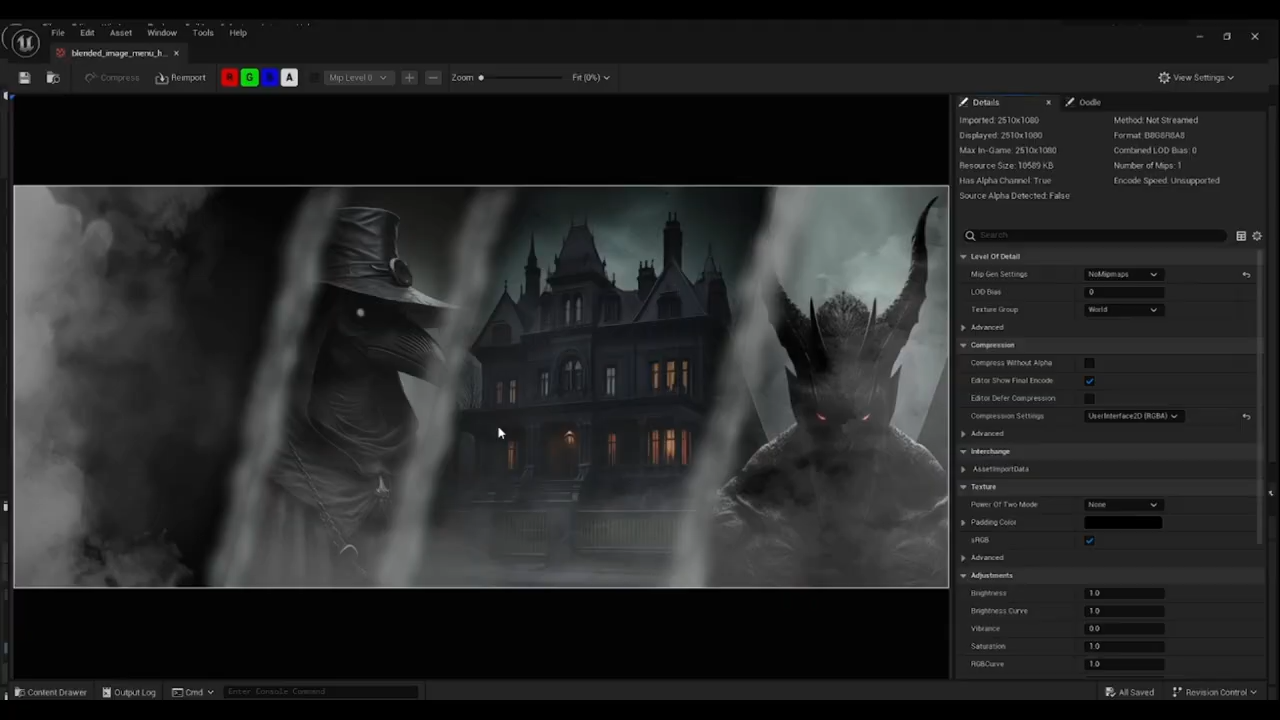 File Edit Asset Window Tools Help
blended_image_menu_h...
Compress Reimport R G B A Mip Level 0 Zoom Fit (0%) View Settings
Details Oodle
Imported: 2510x1080 Method: Not Streamed
Displayed: 2510x1080 Format: B8G8R8A8
Max In-Game: 2510x1080 Combined LOD Bias: 0
Resource Size: 10589 KB Number of Mips: 1
Has Alpha Channel: True Encode Speed: Unsupported
Source Alpha Detected: False
Search
Level Of Detail
Mip Gen Settings NoMipmaps
LOD Bias 0
Texture Group World
Advanced
Compression
Compress Without Alpha
Editor Show Final Encode
Editor Defer Compression
Compression Settings UserInterface2D (RGBA)
Advanced
Interchange
AssetImportData
Texture
Power Of Two Mode None
Padding Color
sRGB
Advanced
Adjustments
Brightness 1.0
Brightness Curve 1.0
Vibrance 0.0
Saturation 1.0
RGBCurve 1.0
Content Drawer Output Log Cmd Enter Console Command All Saved Revision Control